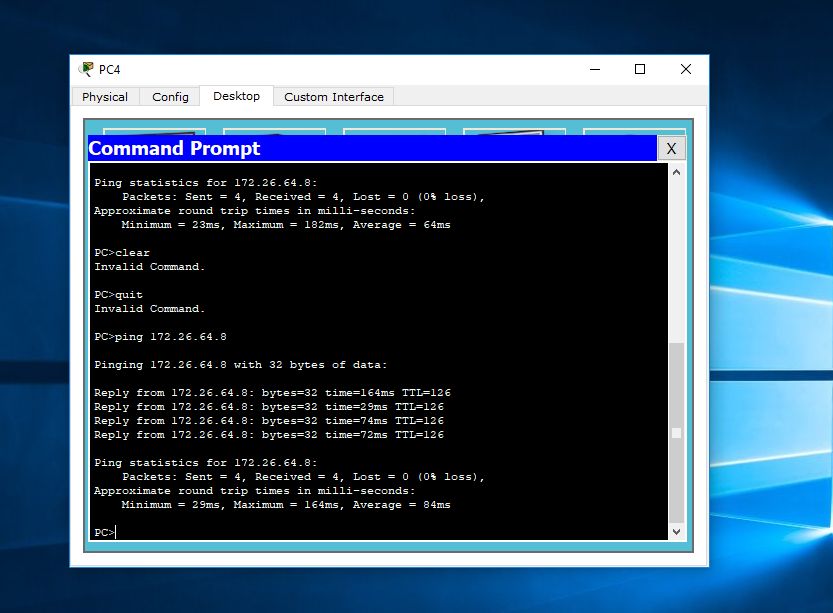 PC4
Physical Config Desktop Custom Interface
Command Prompt X
Ping statistics for 172.26.64.8:
Packets: Sent = 4, Received = 4, Lost = 0 (0% loss),
Approximate round trip times in milli-seconds:
Minimum = 23ms, Maximum = 182ms, Average = 64ms
PC>clear
Invalid Command.
PC>quit
Invalid Command.
PC>ping 172.26.64.8
Pinging 172.26.64.8 with 32 bytes of data:
Reply from 172.26.64.8: bytes=32 time=164ms TTL=126
Reply from 172.26.64.8: bytes=32 time=29ms TTL=126
Reply from 172.26.64.8: bytes=32 time=74ms TTL=126
Reply from 172.26.64.8: bytes=32 time=72ms TTL=126
Ping statistics for 172.26.64.8:
Packets: Sent = 4, Received = 4, Lost = 0 (0% loss),
Approximate round trip times in milli-seconds:
Minimum = 29ms, Maximum = 164ms, Average = 84ms
PC>